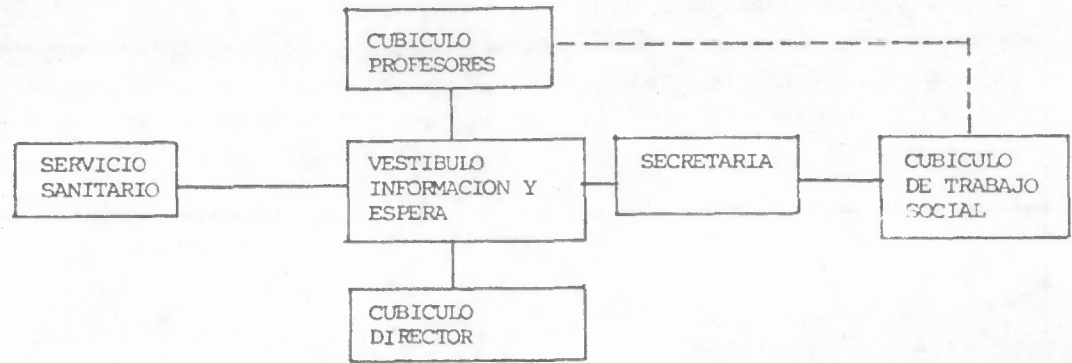 CUBICULO
PROFESORES
SERVICIO
SANITARIO
VESTIBULO
INFORMACION Y
ESPERA
SECRETARIA
CUBICULO
DE TRABAJO
SOCIAL
CUBICULO
DIRECTOR